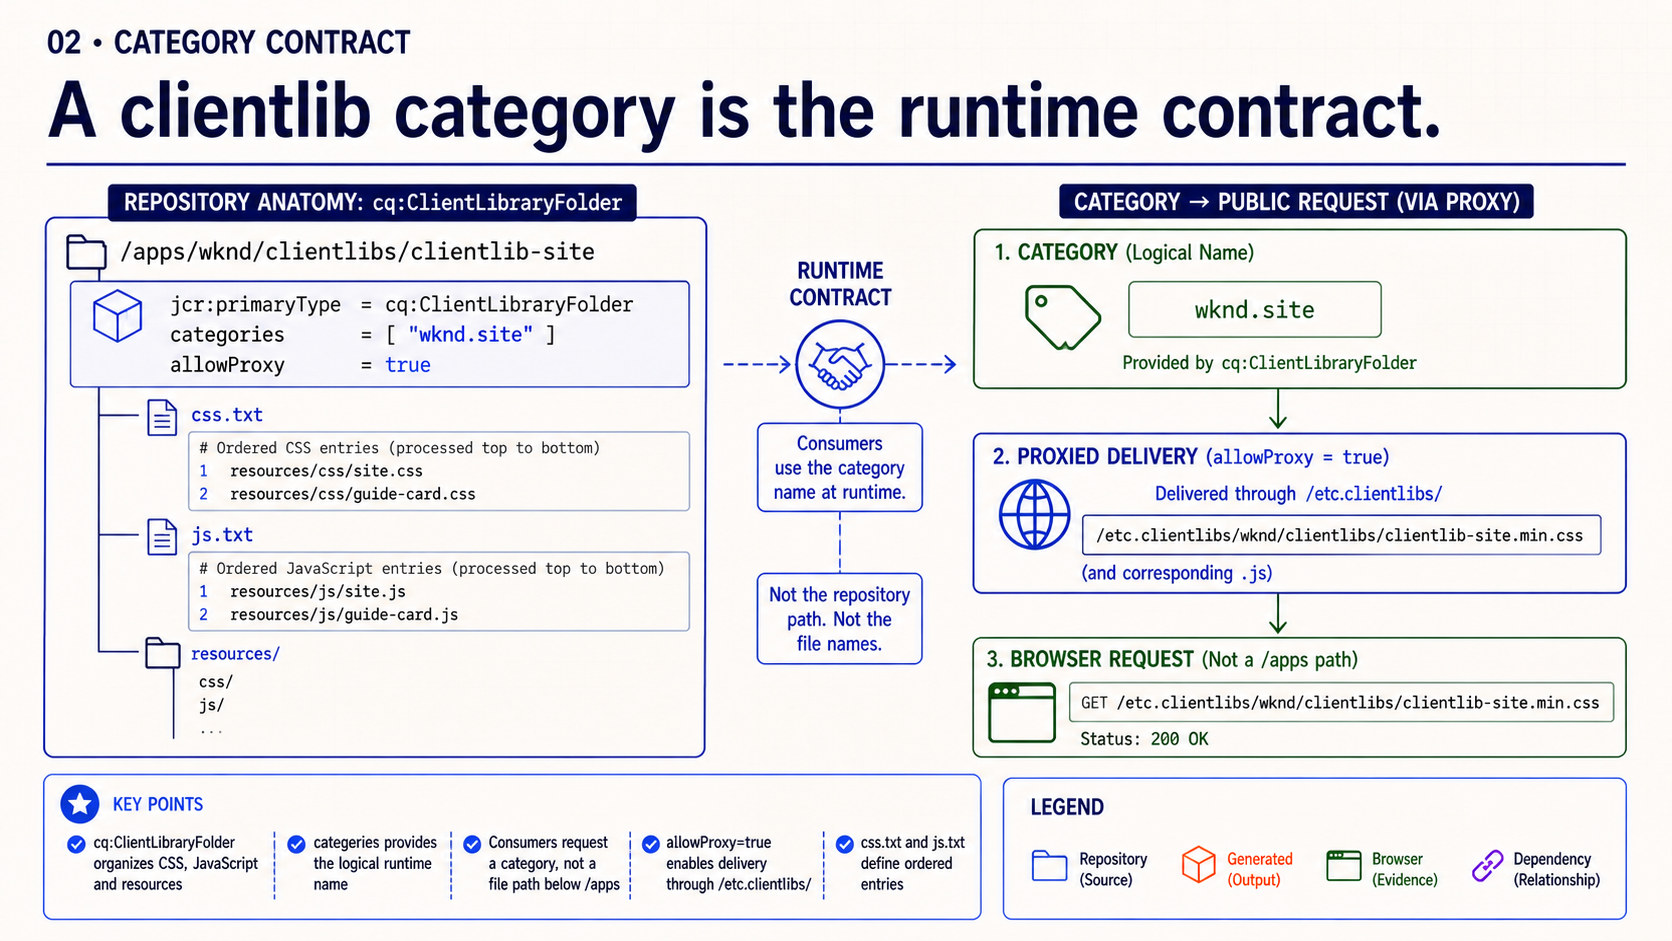 02 • CATEGORY CONTRACT
A clientlib category is the runtime contract.
REPOSITORY ANATOMY: cq:ClientLibraryFolder
/apps/wknd/clientlibs/clientlib-site
jcr:primaryType = cq:ClientLibraryFolder
categories = [ "wknd.site" ]
allowProxy = true
css.txt
# Ordered CSS entries (processed top to bottom)
1 resources/css/site.css
2 resources/css/guide-card.css
js.txt
# Ordered JavaScript entries (processed top to bottom)
1 resources/js/site.js
2 resources/js/guide-card.js
resources/
css/
js/
...
RUNTIME
CONTRACT
Consumers
use the category
name at runtime.
Not the repository
path. Not the
file names.
CATEGORY → PUBLIC REQUEST (VIA PROXY)
1. CATEGORY (Logical Name)
wknd.site
Provided by cq:ClientLibraryFolder
2. PROXIED DELIVERY (allowProxy = true)
Delivered through /etc.clientlibs/
/etc.clientlibs/wknd/clientlibs/clientlib-site.min.css
(and corresponding .js)
3. BROWSER REQUEST (Not a /apps path)
GET /etc.clientlibs/wknd/clientlibs/clientlib-site.min.css
Status: 200 OK
KEY POINTS
cq:ClientLibraryFolder
organizes CSS, JavaScript
and resources
categeries provides
the logical runtime
name
Consumers request
a category, not a
file path below /apps
allowProxy=true
enables delivery
through /etc.clientlibs/
css.txt and js.txt
define ordered
entries
LEGEND
Repository
(Source)
Generated
(Output)
Browser
(Evidence)
Dependency
(Relationship)